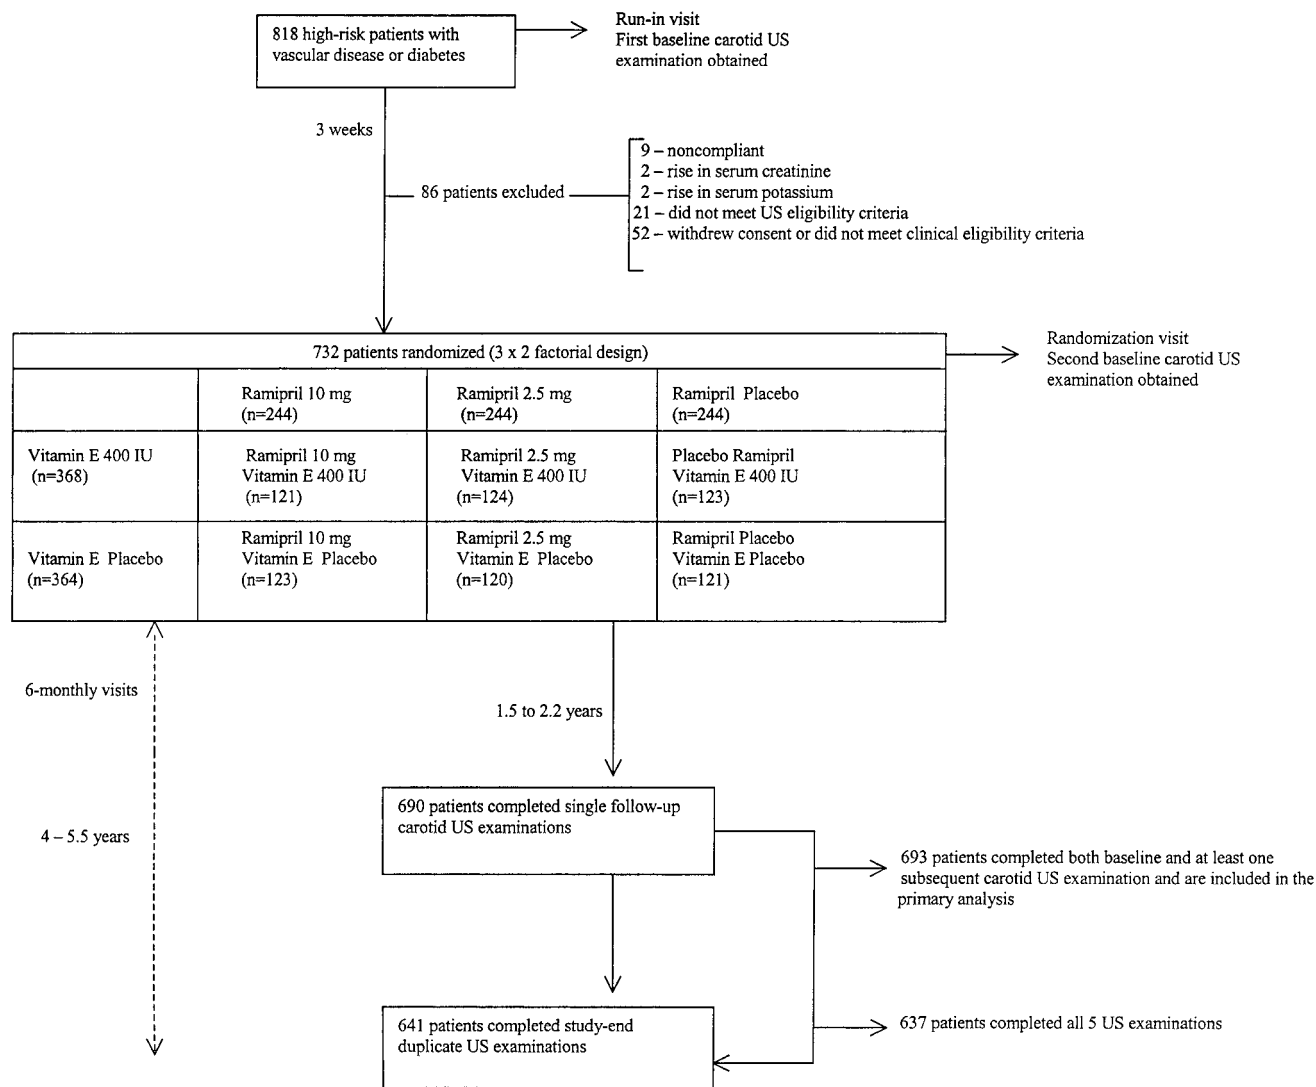 818 high-risk patients with
vascular disease or diabetes
Run-in visit
First baseline carotid US
examination obtained
3 weeks
86 patients excluded
9 – noncompliant
2 – rise in serum creatinine
2 – rise in serum potassium
21 – did not meet US eligibility criteria
52 – withdrew consent or did not meet clinical eligibility criteria
732 patients randomized (3 x 2 factorial design)
Randomization visit
Second baseline carotid US
examination obtained
Ramipril 10 mg
(n=244)
Ramipril 2.5 mg
(n=244)
Ramipril Placebo
(n=244)
Vitamin E 400 IU
(n=368)
Ramipril 10 mg
Vitamin E 400 IU
(n=121)
Ramipril 2.5 mg
Vitamin E 400 IU
(n=124)
Placebo Ramipril
Vitamin E 400 IU
(n=123)
Vitamin E Placebo
(n=364)
Ramipril 10 mg
Vitamin E Placebo
(n=123)
Ramipril 2.5 mg
Vitamin E Placebo
(n=120)
Ramipril Placebo
Vitamin E Placebo
(n=121)
6-monthly visits
1.5 to 2.2 years
4 – 5.5 years
690 patients completed single follow-up
carotid US examinations
693 patients completed both baseline and at least one
subsequent carotid US examination and are included in the
primary analysis
641 patients completed study-end
duplicate US examinations
637 patients completed all 5 US examinations